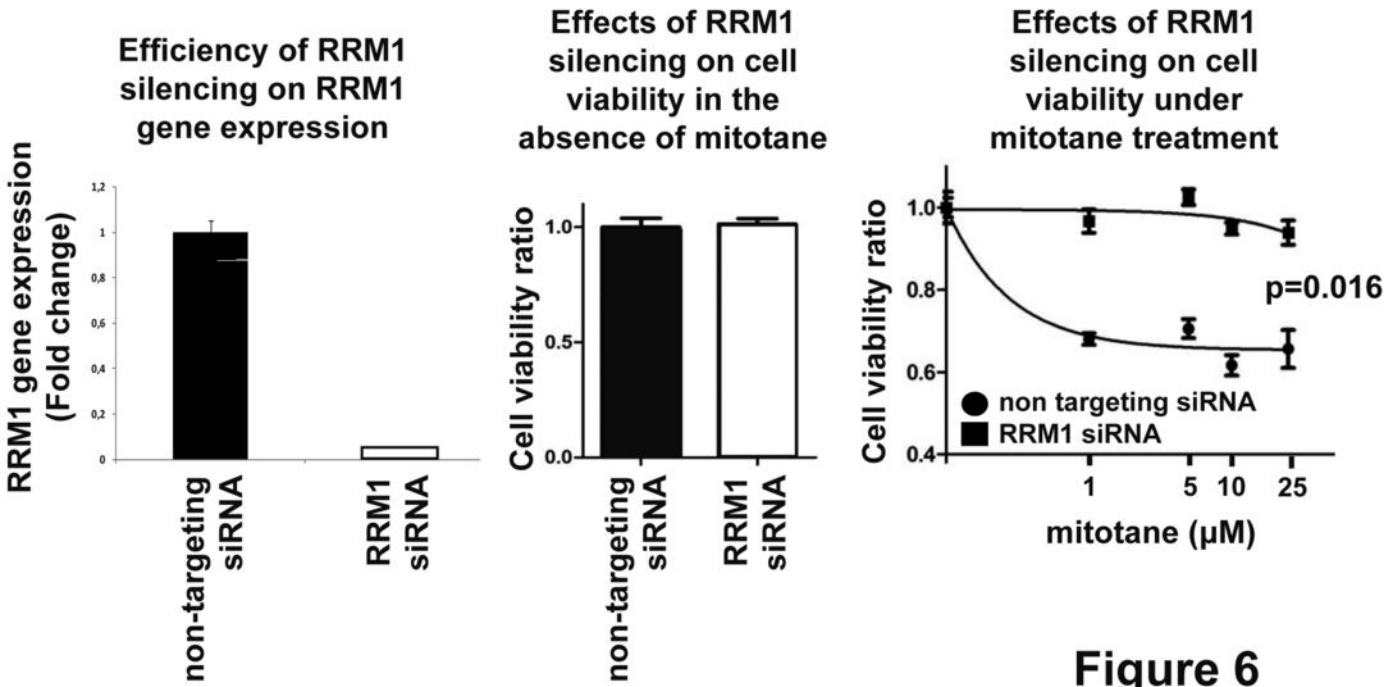 Efficiency of RRM1
silencing on RRM1
gene expression
RRM1 gene expression
(Fold change)
1,2
1
0,8
0,6
0,4
0,2
0
non-targeting
siRNA
RRM1
siRNA
Effects of RRM1
silencing on cell
viability in the
absence of mitotane
Cell viability ratio
1.0
0.5
0.0
non-targeting
siRNA
RRM1
siRNA
Effects of RRM1
silencing on cell
viability under
mitotane treatment
Cell viability ratio
1.0
0.8
0.6
0.4
p=0.016
non targeting siRNA
RRM1 siRNA
1 5 10 25
mitotane (µM)
Figure 6